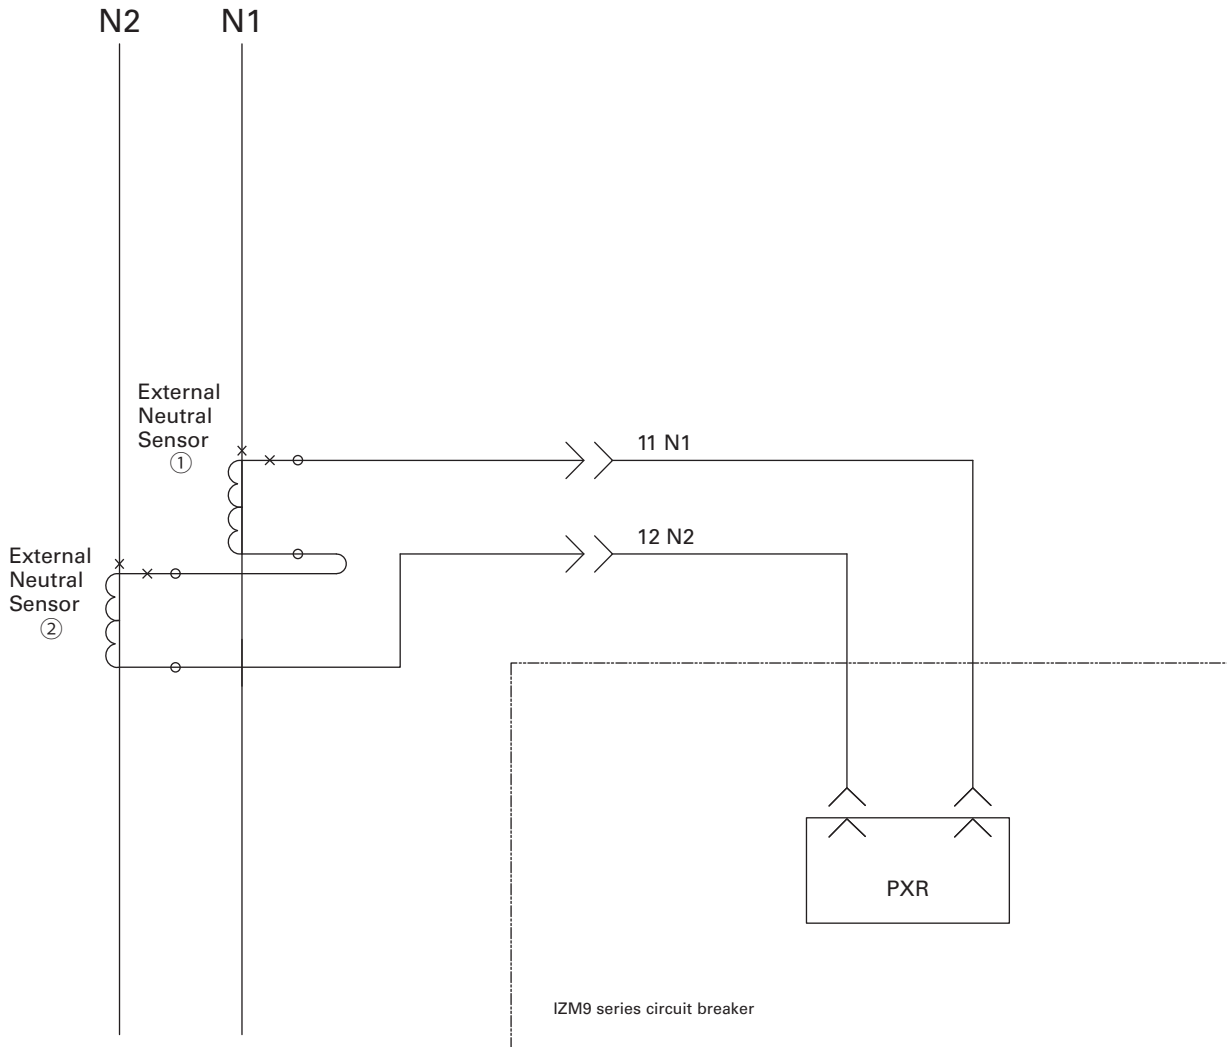 N2 N1
External
Neutral
Sensor
①
11 N1
12 N2
External
Neutral
Sensor
②
PXR
IZM9 series circuit breaker